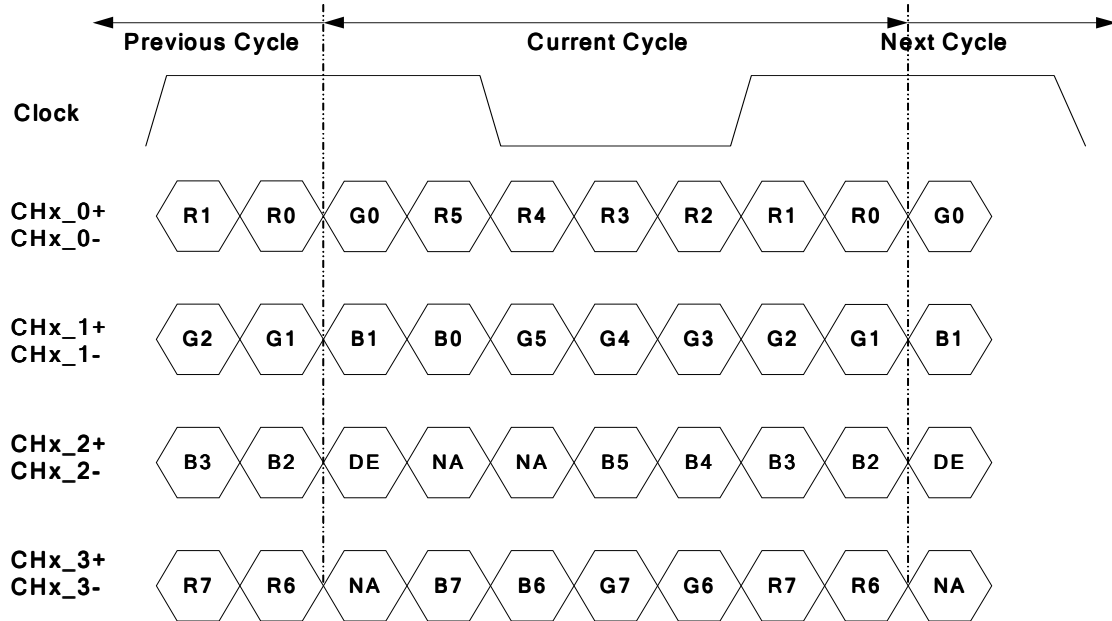 Previous Cycle Current Cycle Next Cycle
Clock
CHx_0+
CHx_0-
R1 R0 G0 R5 R4 R3 R2 R1 R0 G0
CHx_1+
CHx_1-
G2 G1 B1 B0 G5 G4 G3 G2 G1 B1
CHx_2+
CHx_2-
B3 B2 DE NA NA B5 B4 B3 B2 DE
CHx_3+
CHx_3-
R7 R6 NA B7 B6 G7 G6 R7 R6 NA